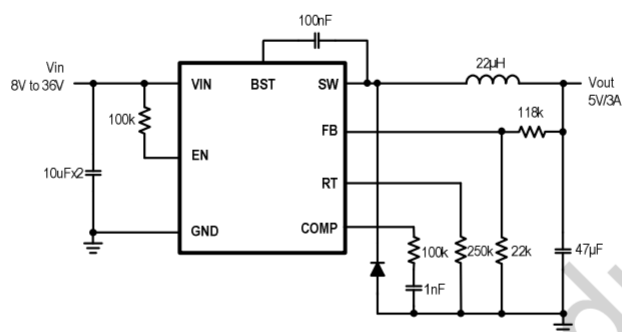 100nF
Vin
8V to 36V
VIN
BST
SW
22µH
Vout
5V/3A
100k
118k
FB
EN
10uFx2
RT
GND
COMP
100k
250k
22k
47µF
1nF